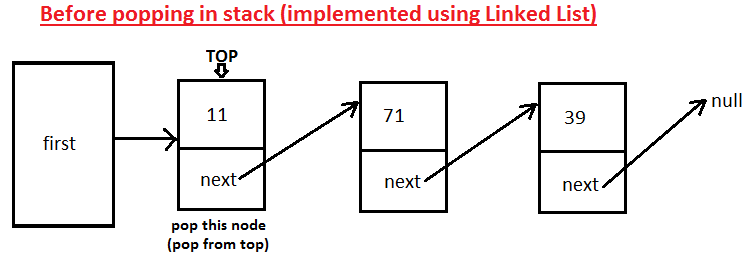 Before popping in stack (implemented using Linked List)
TOP
first
11
next
71
next
39
next
null
pop this node
(pop from top)